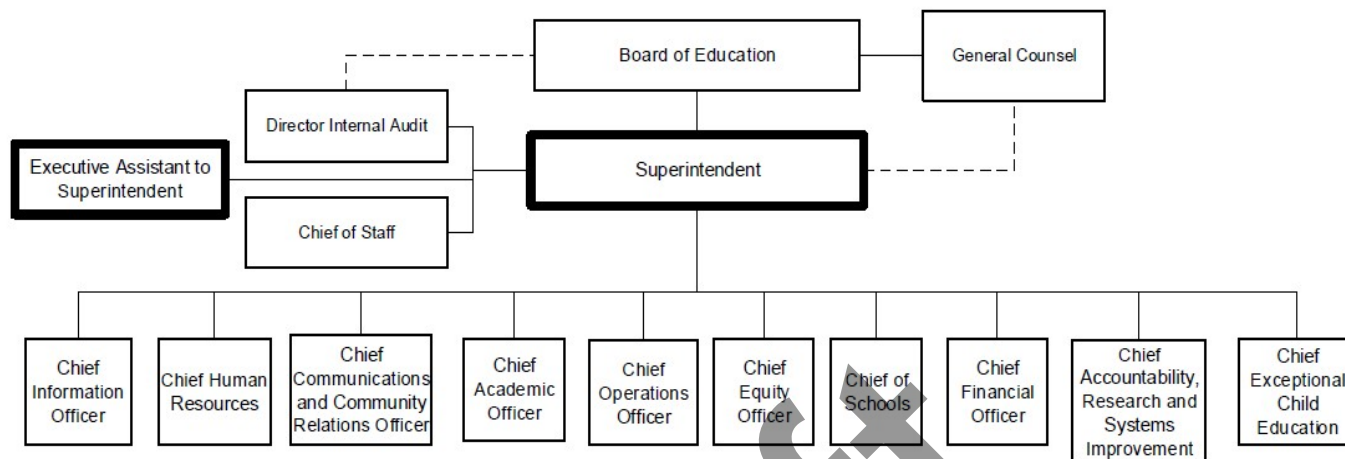 Board of Education
General Counsel
Director Internal Audit
Executive Assistant to
Superintendent
Superintendent
Chief of Staff
Chief
Information
Officer
Chief Human
Resources
Chief
Communications
and Community
Relations Officer
Chief
Academic
Officer
Chief
Operations
Officer
Chief
Equity
Officer
Chief of
Schools
Chief
Financial
Officer
Chief
Accountability,
Research and
Systems
Improvement
Chief
Exceptional
Child
Education